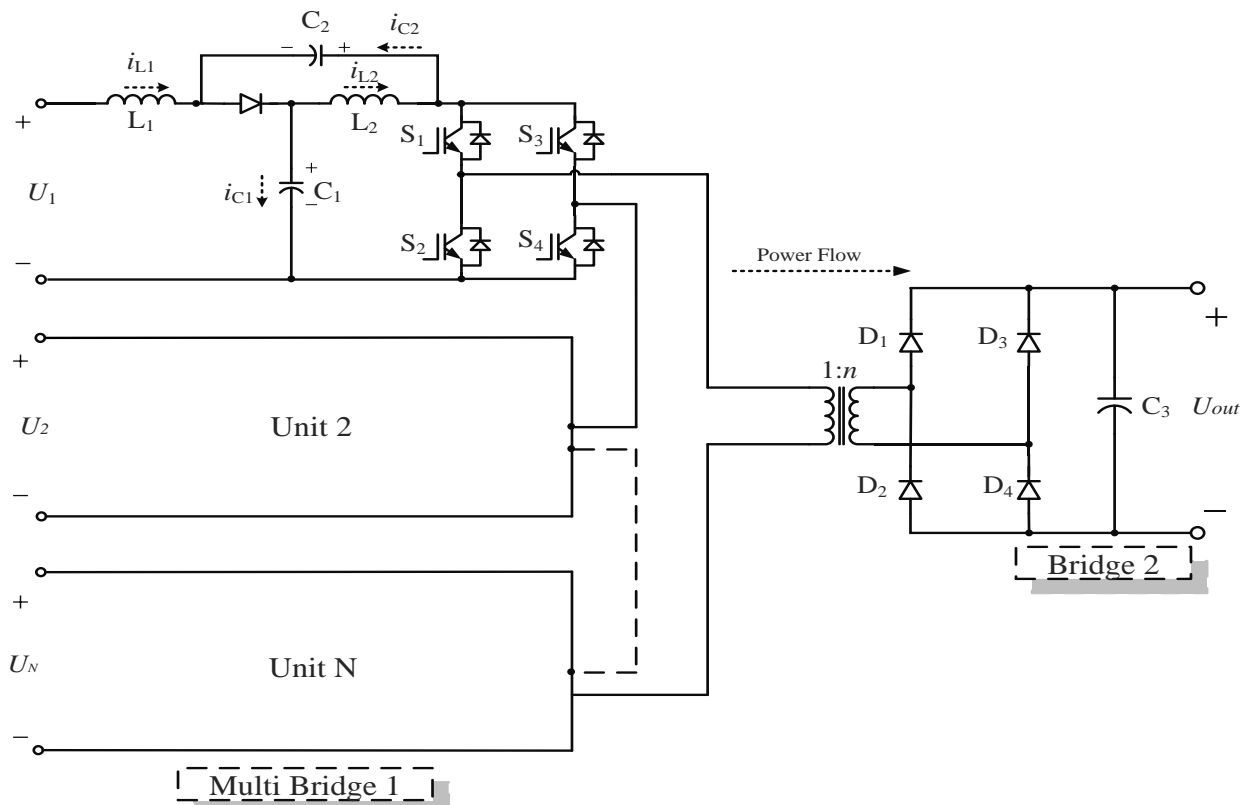 C2
iC2
− +
iL1
iL2
L1
L2
+
S1
S3
U1
iC1
+
C1
−
S2
S4
−
Power Flow
+
U2
Unit 2
−
1:n
D1
D3
+
C3
Uout
D2
D4
−
Bridge 2
+
UN
Unit N
−
Multi Bridge 1